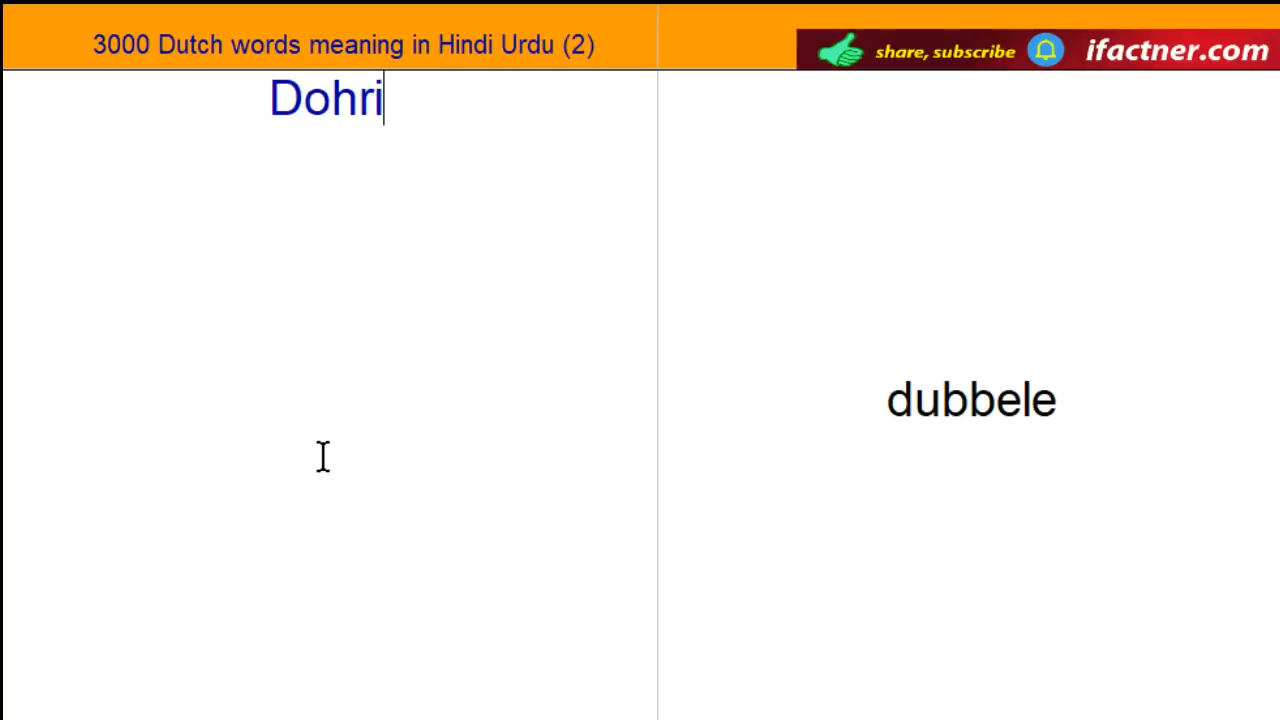 3000 Dutch words meaning in Hindi Urdu (2)
share, subscribe
ifactner.com
Dohri
dubbele